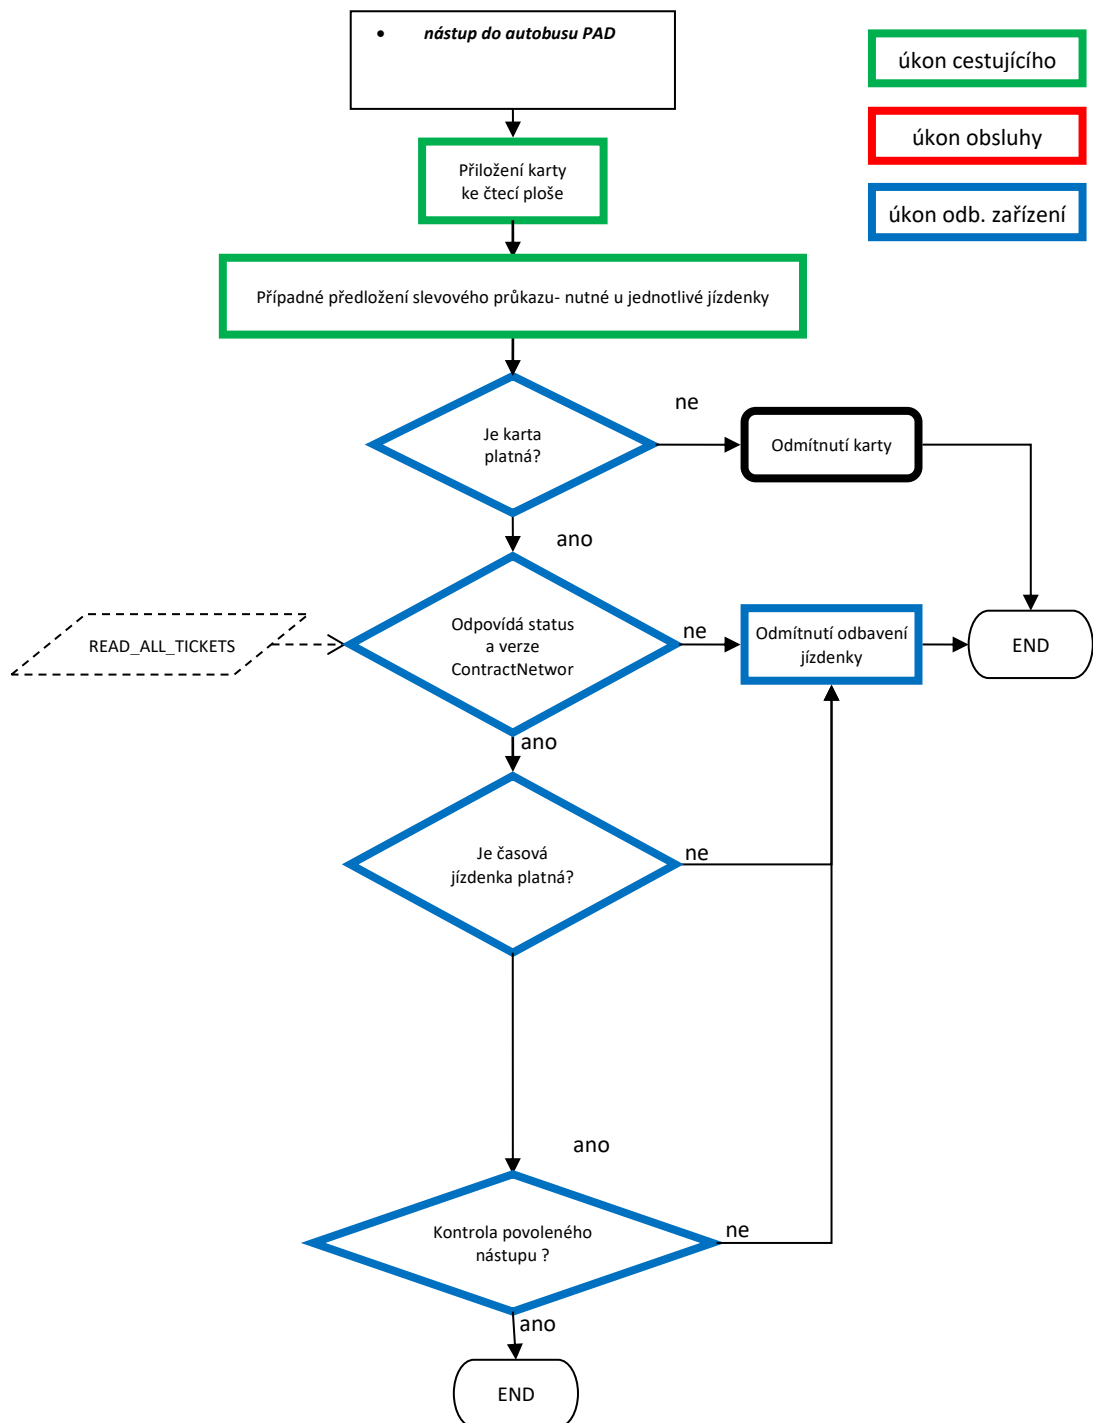 • nástup do autobusu PAD
úkon cestujícího
úkon obsluhy
úkon odb. zařízení
Přiložení karty
ke čtecí ploše
Případné předložení slevového průkazu- nutné u jednotlivé jízdenky
Je karta
platná?
ne
Odmítnutí karty
ano
READ_ALL_TICKETS
Odpovídá status
a verze
ContractNetwor
ne
Odmítnutí odbavení
jízdenky
END
ano
Je časová
jízdenka platná?
ne
ano
Kontrola povoleného
nástupu ?
ne
ano
END